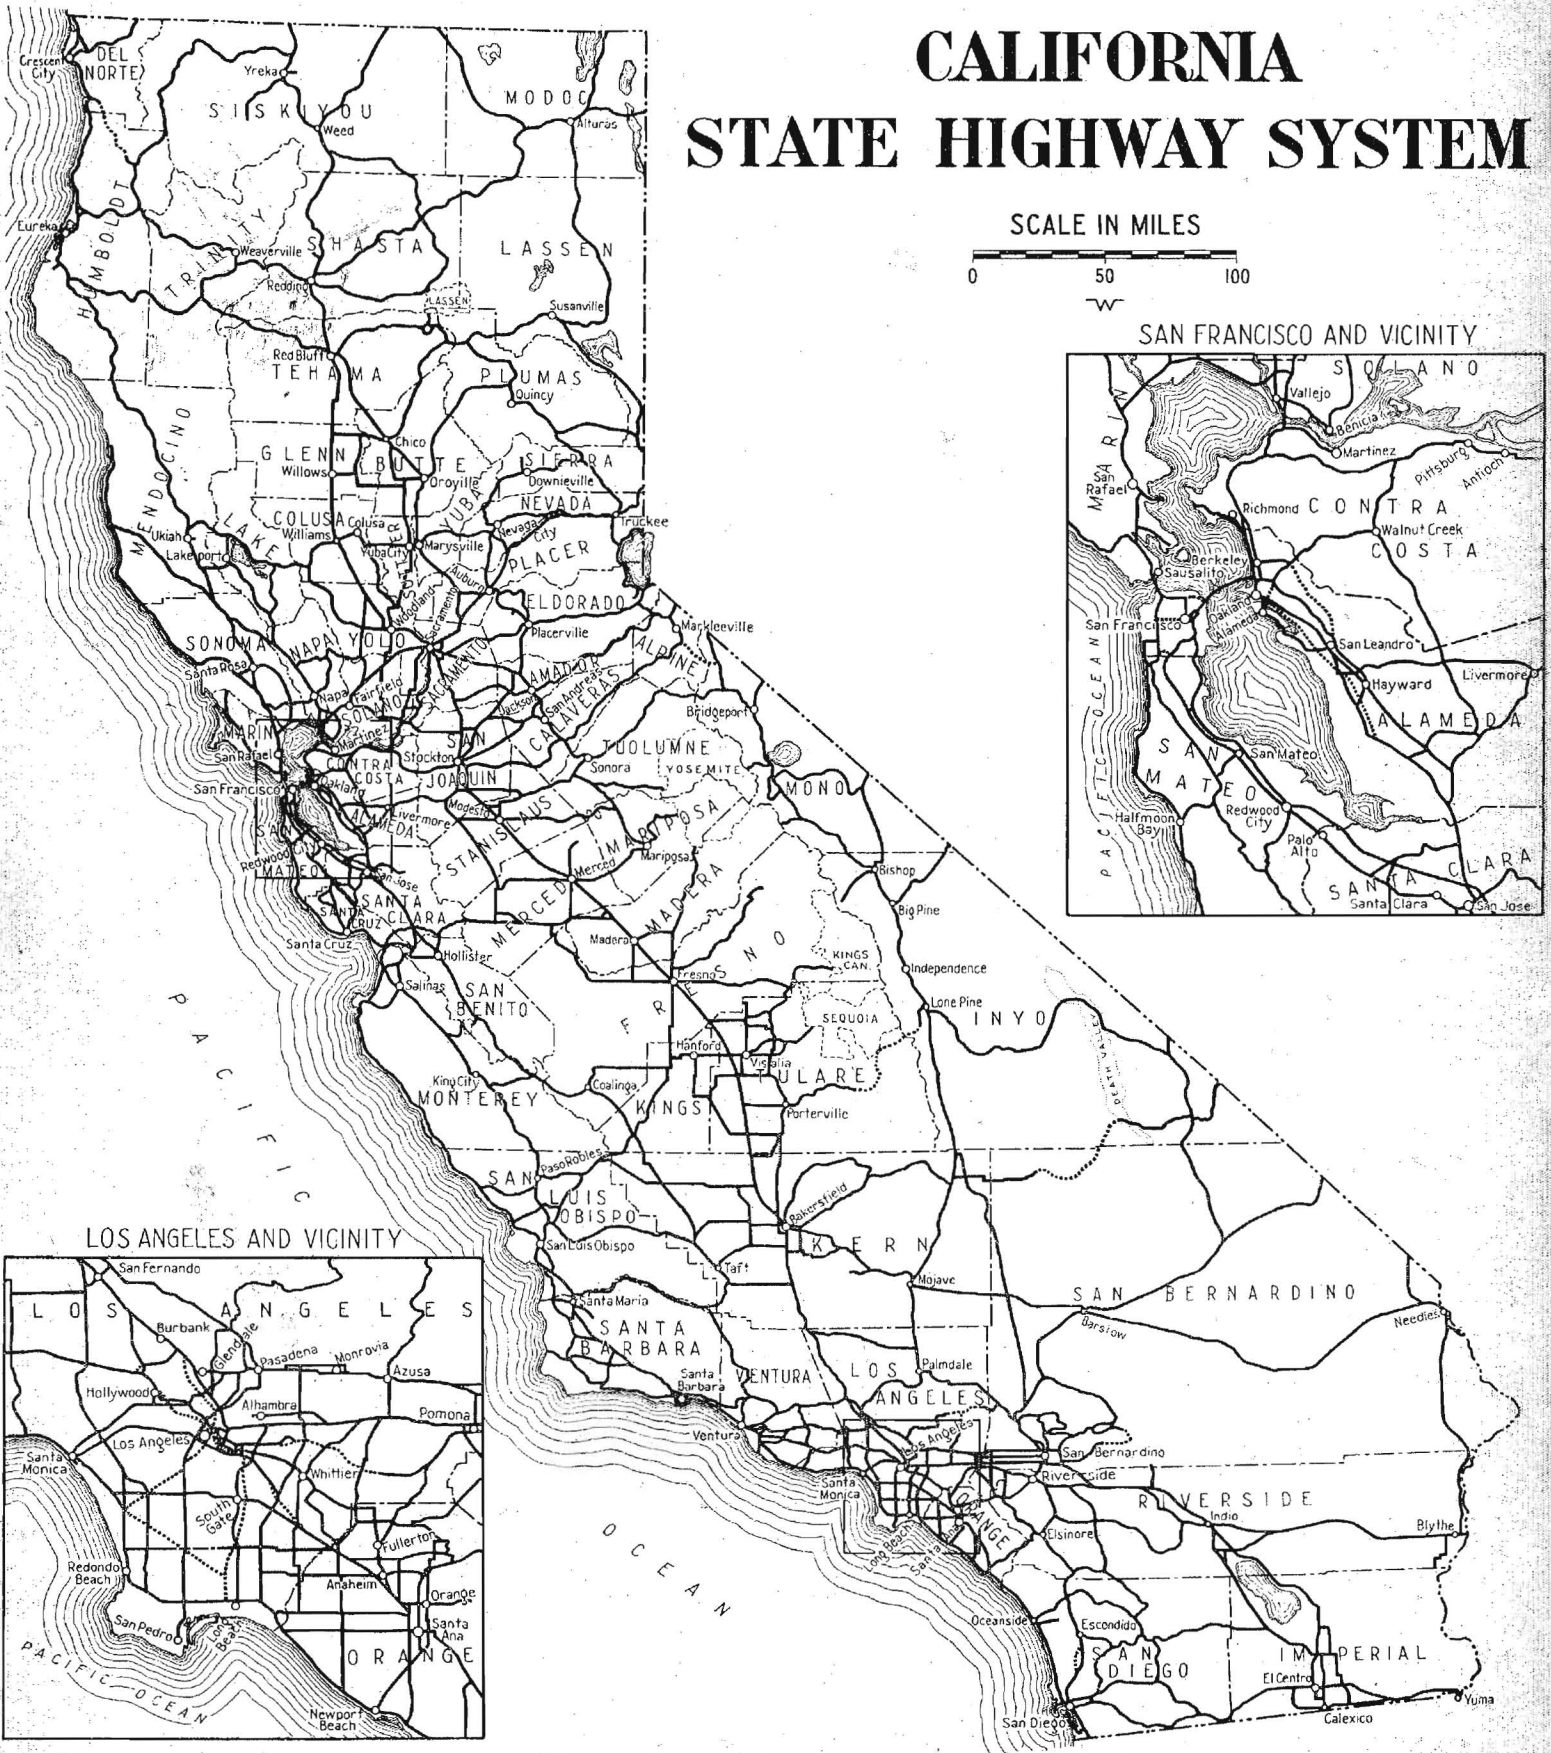 CALIFORNIA
STATE HIGHWAY SYSTEM
SCALE IN MILES
0 50 100
SAN FRANCISCO AND VICINITY
SOLANO
Vallejo
Benicia
MARIN
Martinez
Pittsburg
Antioch
San
Rafael
Richmond
CONTRA
Walnut Creek
COSTA
Berkeley
Sausalito
Oakland
Alameda
San Francisco
San Leandro
Hayward
Livermore
ALAMEDA
SAN
MATEO
San Mateo
Redwood
City
Halfmoon
Bay
Palo
Alto
SANTA CLARA
Santa Clara
San Jose
PACIFIC OCEAN
Crescent
City
DEL
NORTE
Yreka
SISKIYOU
Weed
MODOC
Alturas
Eureka
HUMBOLDT
TRINITY
Weaverville
SHASTA
LASSEN
Redding
LASSEN
Susanville
Red Bluff
TEHAMA
PLUMAS
Quincy
MENDOCINO
GLENN
Willows
Chico
BUTTE
Oroville
SIERRA
Downieville
NEVADA
Nevada
City
Truckee
COLUSA
Colusa
Williams
YUBA
SUTTER
Yuba City
Marysville
Ukiah
LAKE
Lakeport
PLACER
Auburn
ELDORADO
Placerville
Woodland
Sacramento
Markleeville
ALPINE
SONOMA
NAPA
YOLO
Santa Rosa
Napa
Fairfield
SOLANO
SACRAMENTO
AMADOR
Jackson
San Andreas
CALAVERAS
Bridgeport
MARIN
San Rafael
Martinez
CONTRA
COSTA
Stockton
SAN
JOAQUIN
TUOLUMNE
Sonora
YOSEMITE
MONO
San Francisco
Oakland
ALAMEDA
Livermore
Modesto
STANISLAUS
MARIPOSA
Mariposa
SAN
MATEO
Redwood City
San Jose
SANTA
CLARA
SANTA
CRUZ
Santa Cruz
MERCED
Merced
MADERA
Madera
Bishop
Big Pine
Hollister
Salinas
SAN
BENITO
Fresno
FRESNO
KINGS
CAN.
Independence
Lone Pine
INYO
SEQUOIA
DEATH VALLEY
Hanford
Visalia
TULARE
King City
MONTEREY
Coalinga
KINGS
Porterville
Paso Robles
SAN
LUIS
OBISPO
San Luis Obispo
Bakersfield
KERN
Taft
Mojave
SAN BERNARDINO
Barstow
Needles
Santa Maria
SANTA
BARBARA
Santa
Barbara
VENTURA
Ventura
LOS
ANGELES
Palmdale
Los Angeles
Santa
Monica
San Bernardino
Riverside
RIVERSIDE
Indio
Blythe
ORANGE
Elsinore
Long Beach
Santa Ana
Oceanside
Escondido
SAN
DIEGO
San Diego
IMPERIAL
El Centro
Calexico
Yuma
PACIFIC
OCEAN
LOS ANGELES AND VICINITY
San Fernando
LOS ANGELES
Burbank
Glendale
Pasadena
Monrovia
Azusa
Hollywood
Alhambra
Pomona
Los Angeles
Santa
Monica
Whittier
South
Gate
Fullerton
Redondo
Beach
Anaheim
Orange
San Pedro
Long
Beach
Santa
Ana
ORANGE
Newport
Beach
PACIFIC OCEAN